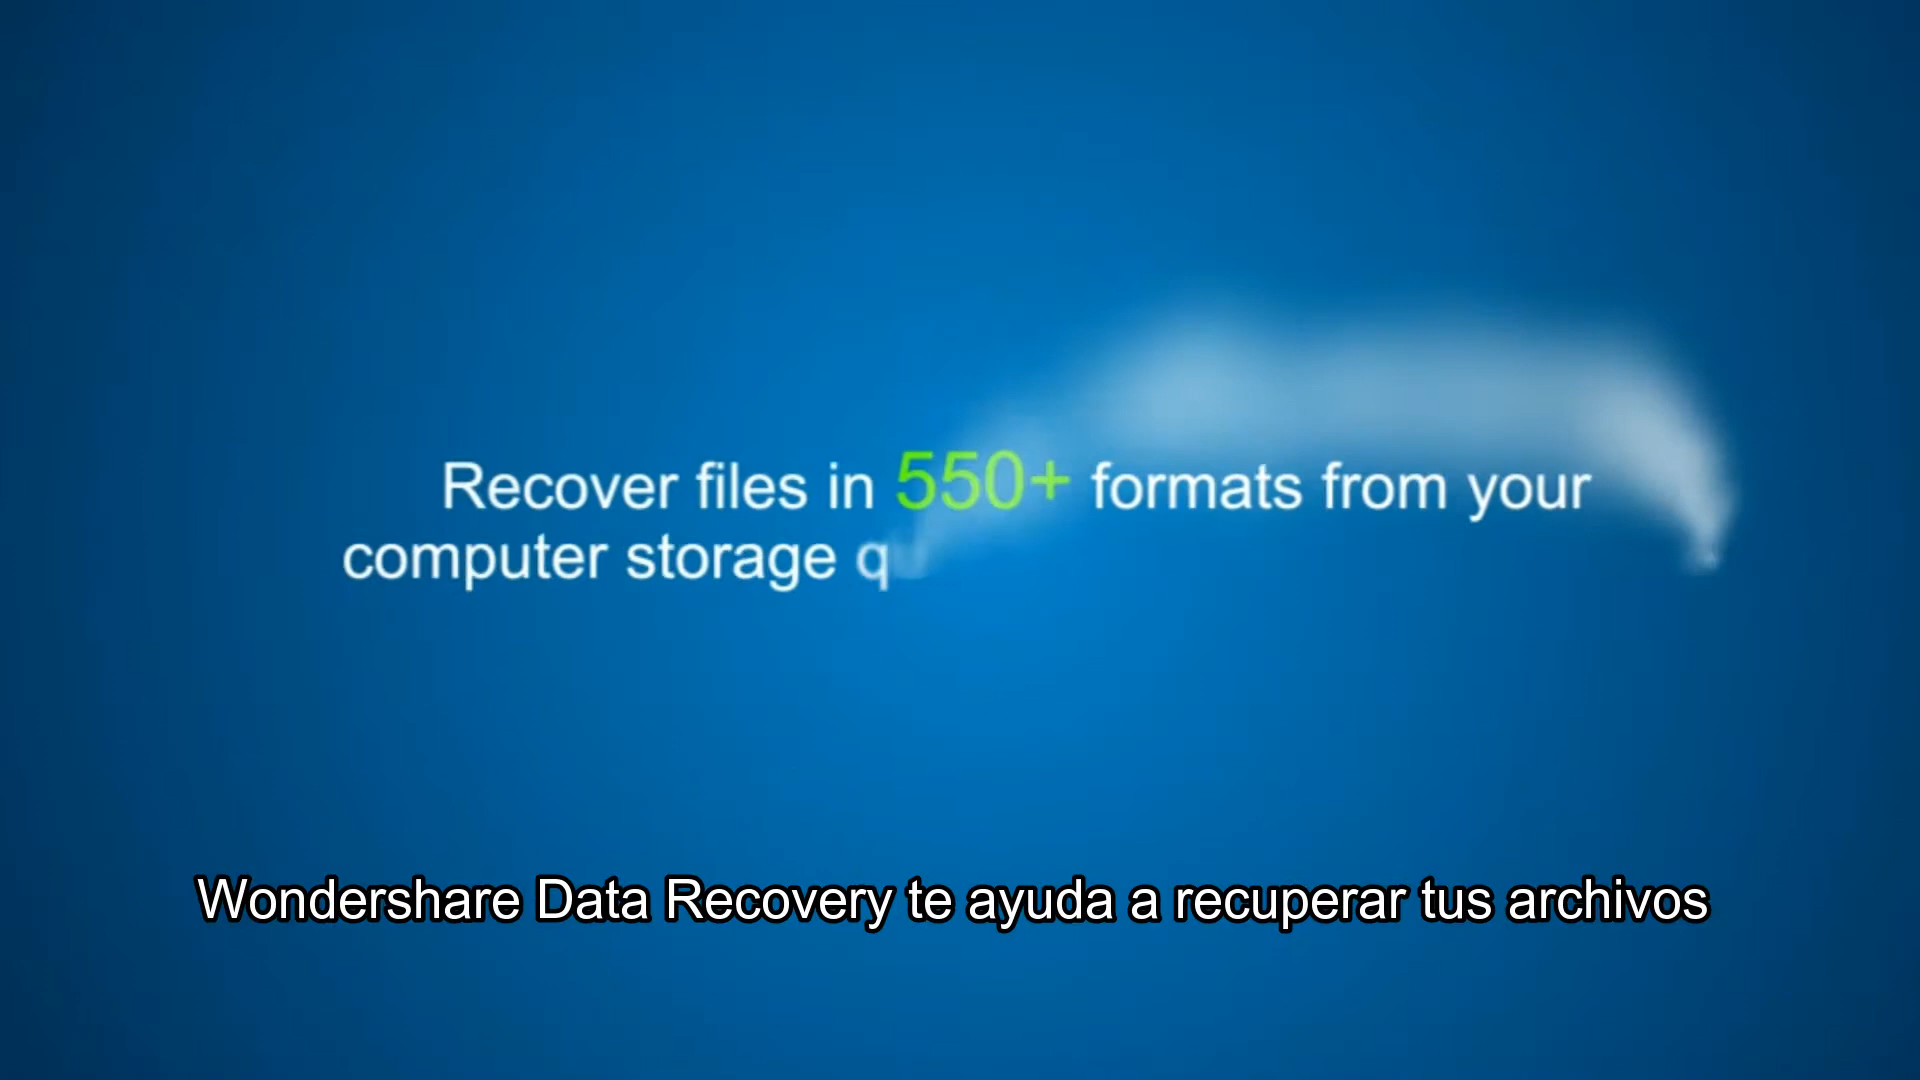 Recover files in 550+ formats from your
computer storage
Wondershare Data Recovery te ayuda a recuperar tus archivos